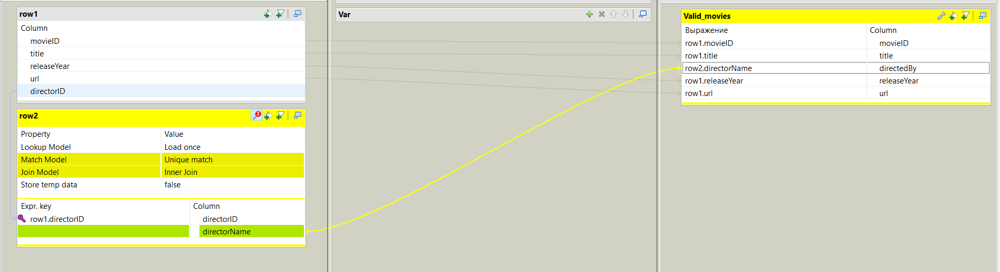 row1
Column
movieID
title
releaseYear
url
directorID
row2
2
Property Value
Lookup Model Load once
Match Model Unique match
Join Model Inner Join
Store temp data false
Expr. key Column
row1.directorID directorID
directorName
Var
Valid_movies
Выражение Column
row1.movieID movieID
row1.title title
row2.directorName directedBy
row1.releaseYear releaseYear
row1.url url